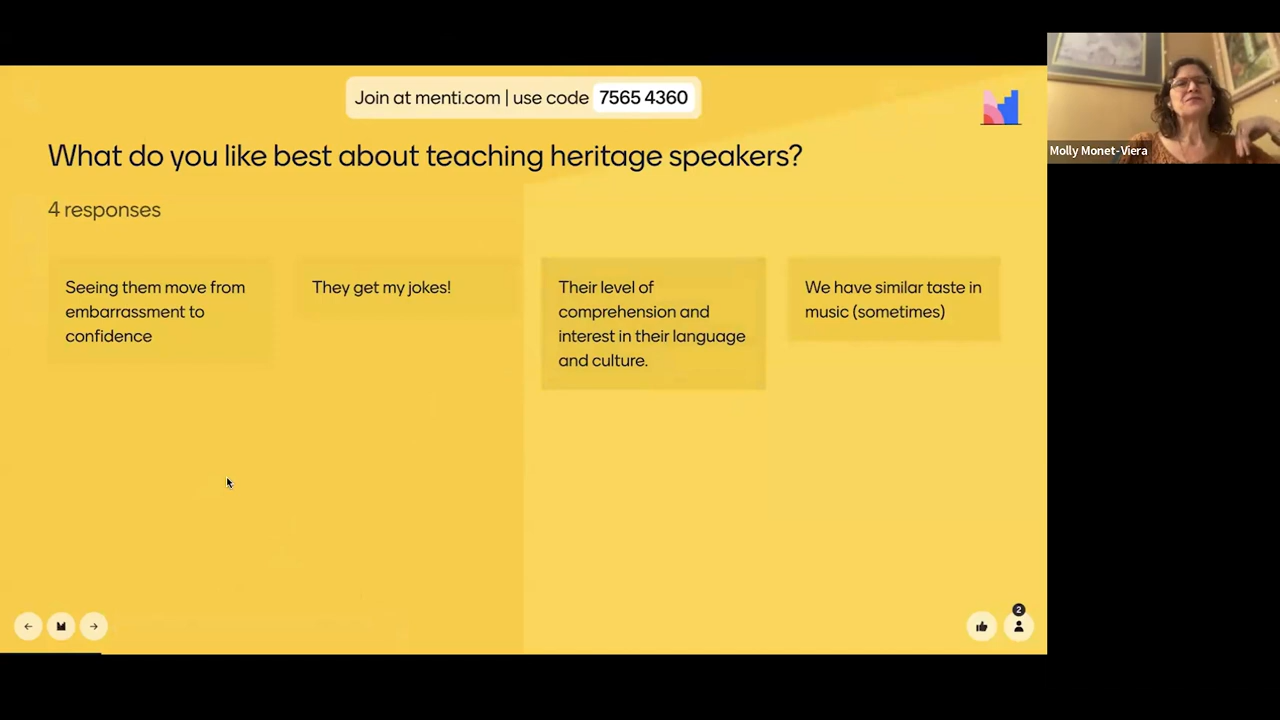 Join at menti.com | use code 7565 4360
What do you like best about teaching heritage speakers?
4 responses
Seeing them move from
embarrassment to
confidence
They get my jokes!
Their level of
comprehension and
interest in their language
and culture.
We have similar taste in
music (sometimes)
2
Molly Monet-Viera